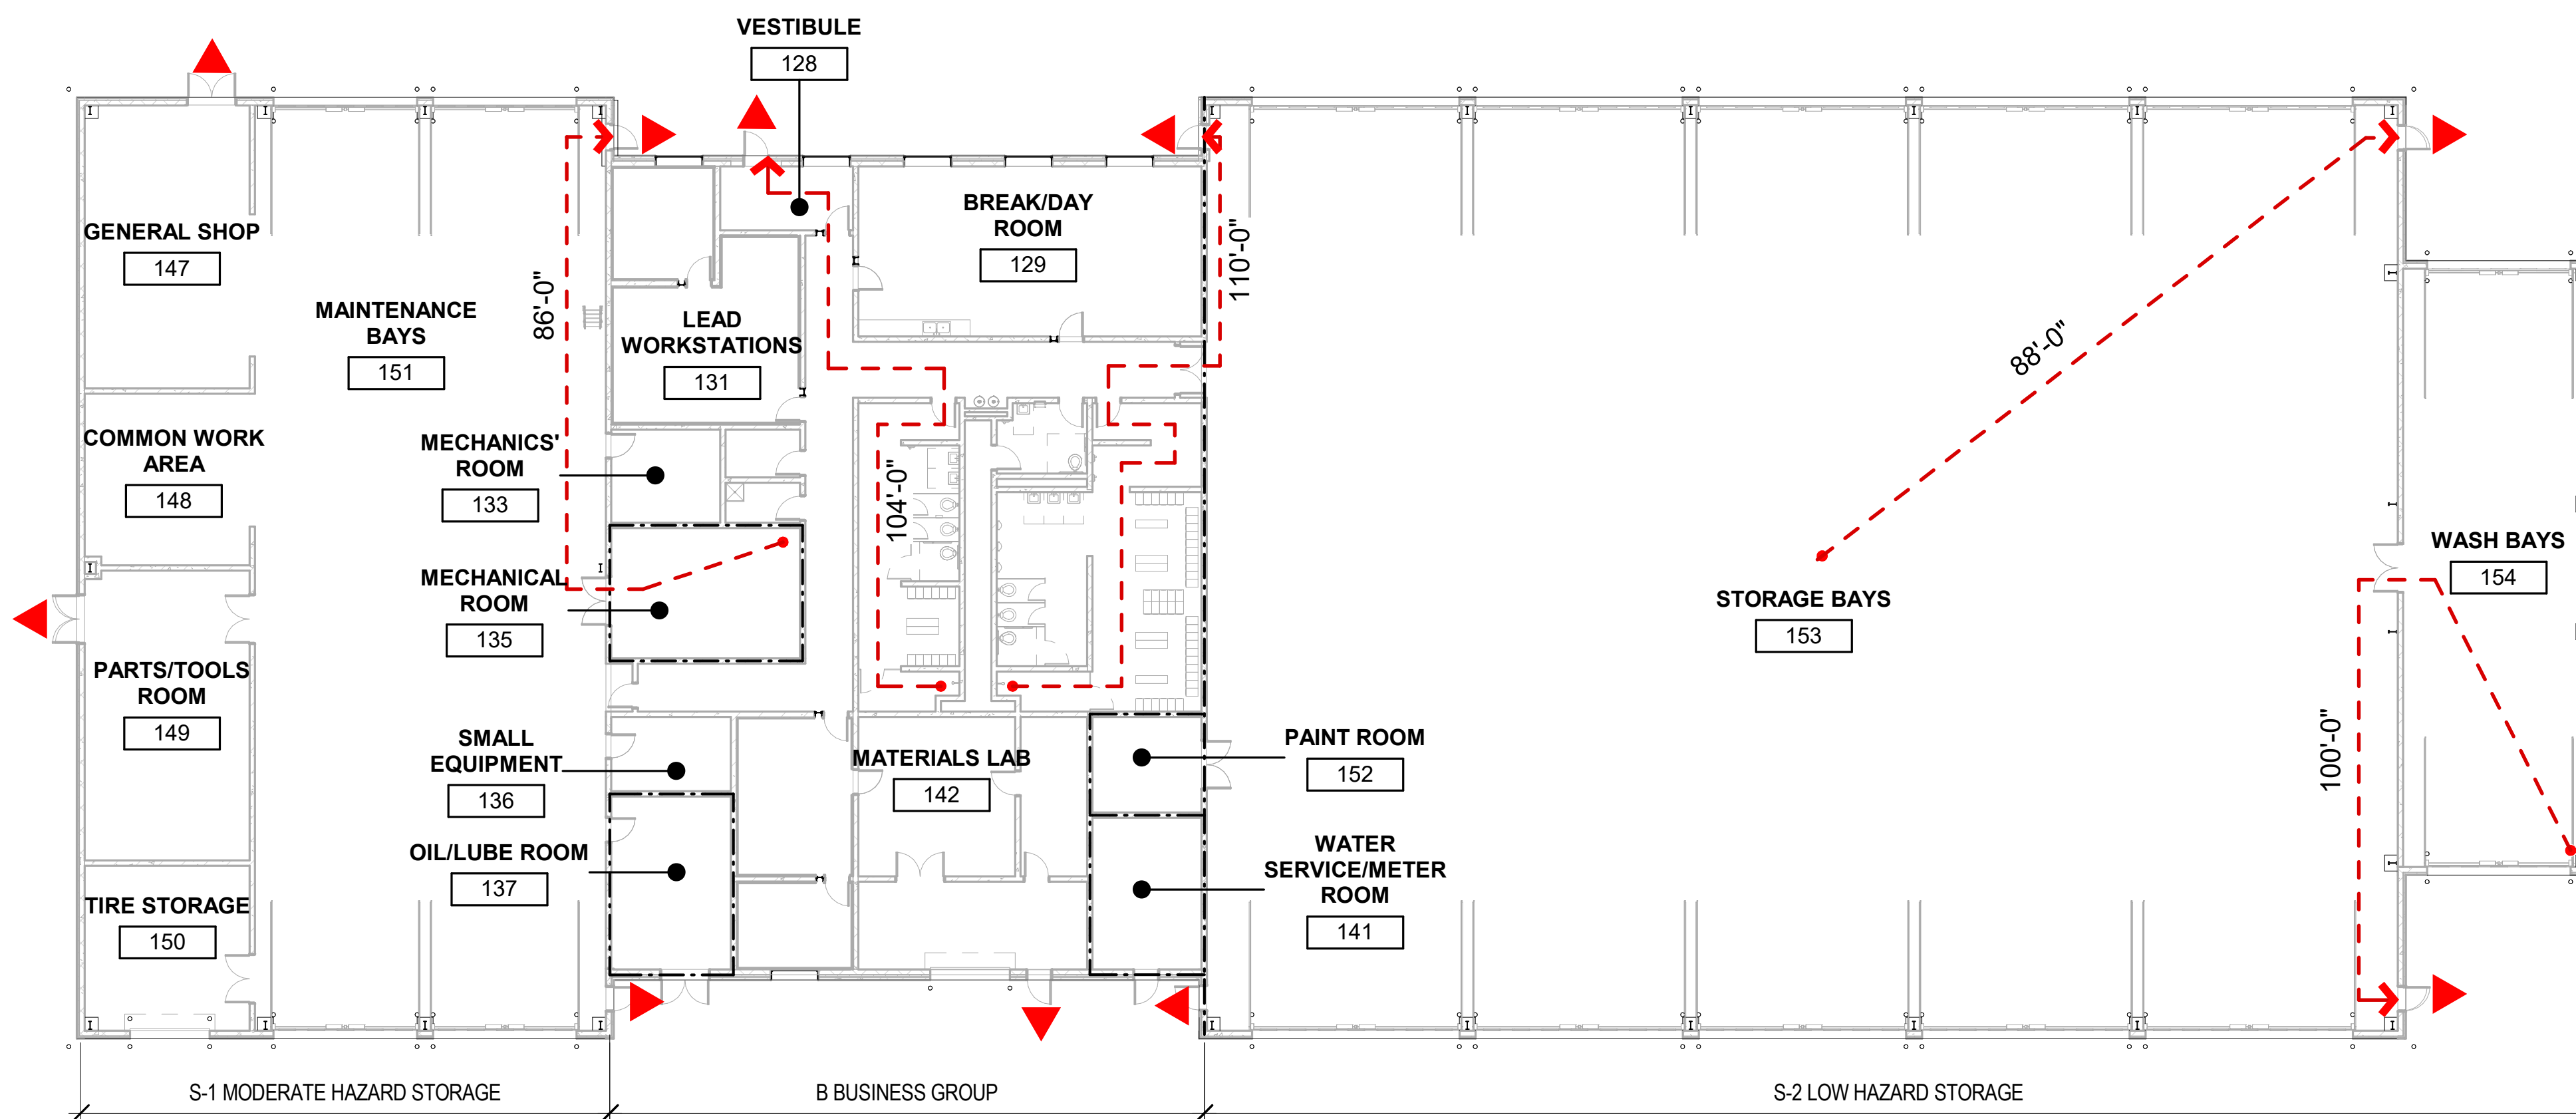 VESTIBULE
128
GENERAL SHOP
147
MAINTENANCE
BAYS
151
86'-0"
LEAD
WORKSTATIONS
131
BREAK/DAY
ROOM
129
110'-0"
88'-0"
COMMON WORK
AREA
148
MECHANICS'
ROOM
133
104'-0"
MECHANICAL
ROOM
135
STORAGE BAYS
153
WASH BAYS
154
PARTS/TOOLS
ROOM
149
SMALL
EQUIPMENT
136
MATERIALS LAB
142
PAINT ROOM
152
100'-0"
OIL/LUBE ROOM
137
WATER
SERVICE/METER
ROOM
141
TIRE STORAGE
150
S-1 MODERATE HAZARD STORAGE
B BUSINESS GROUP
S-2 LOW HAZARD STORAGE